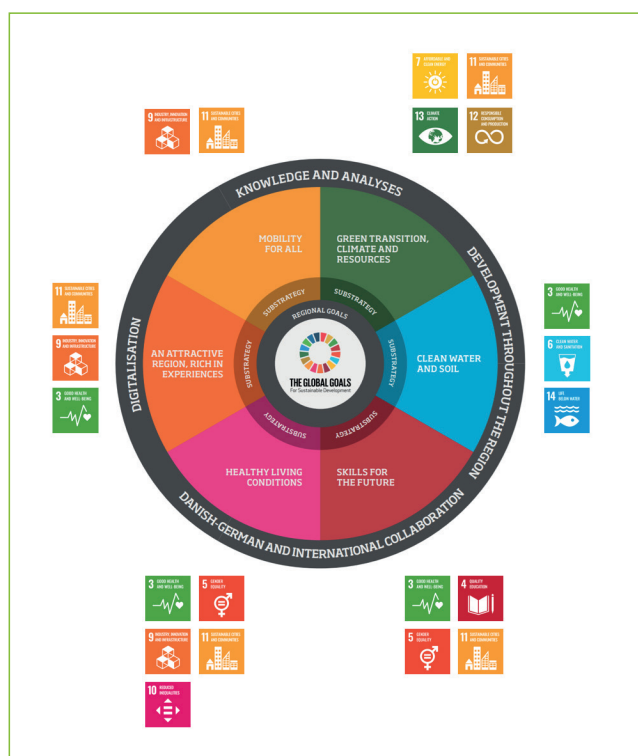 7 AFFORDABLE AND
CLEAN ENERGY
11 SUSTAINABLE CITIES
AND COMMUNITIES
9 INDUSTRY, INNOVATION
AND INFRASTRUCTURE
11 SUSTAINABLE CITIES
AND COMMUNITIES
13 CLIMATE
ACTION
12 RESPONSIBLE
CONSUMPTION
AND PRODUCTION
KNOWLEDGE AND ANALYSES
MOBILITY
FOR ALL
GREEN TRANSITION,
CLIMATE AND
RESOURCES
DEVELOPMENT THROUGHOUT THE REGION
SUBSTRATEGY
SUBSTRATEGY
REGIONAL GOALS
11 SUSTAINABLE CITIES
AND COMMUNITIES
9 INDUSTRY, INNOVATION
AND INFRASTRUCTURE
3 GOOD HEALTH
AND WELL-BEING
DIGITALISATION
AN ATTRACTIVE
REGION, RICH IN
EXPERIENCES
SUBSTRATEGY
THE GLOBAL GOALS
For Sustainable Development
SUBSTRATEGY
CLEAN WATER
AND SOIL
3 GOOD HEALTH
AND WELL-BEING
6 CLEAN WATER
AND SANITATION
14 LIFE
BELOW WATER
SUBSTRATEGY
SUBSTRATEGY
HEALTHY LIVING
CONDITIONS
SKILLS FOR
THE FUTURE
DANISH-GERMAN AND INTERNATIONAL COLLABORATION
3 GOOD HEALTH
AND WELL-BEING
5 GENDER
EQUALITY
9 INDUSTRY, INNOVATION
AND INFRASTRUCTURE
11 SUSTAINABLE CITIES
AND COMMUNITIES
10 REDUCED
INEQUALITIES
3 GOOD HEALTH
AND WELL-BEING
4 QUALITY
EDUCATION
5 GENDER
EQUALITY
11 SUSTAINABLE CITIES
AND COMMUNITIES